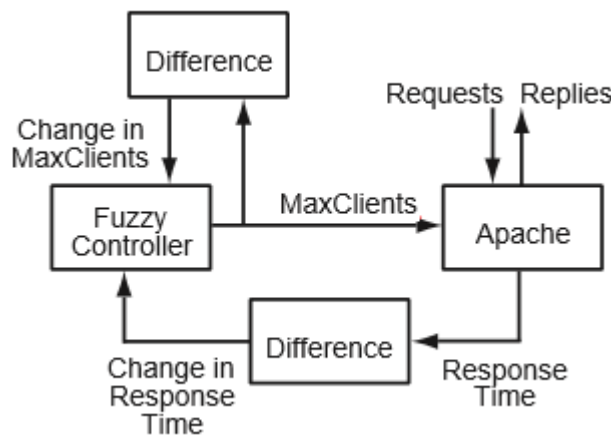 Difference
Requests Replies
Change in
MaxClients
MaxClients
Fuzzy
Controller
Apache
Difference
Change in
Response
Time
Response
Time